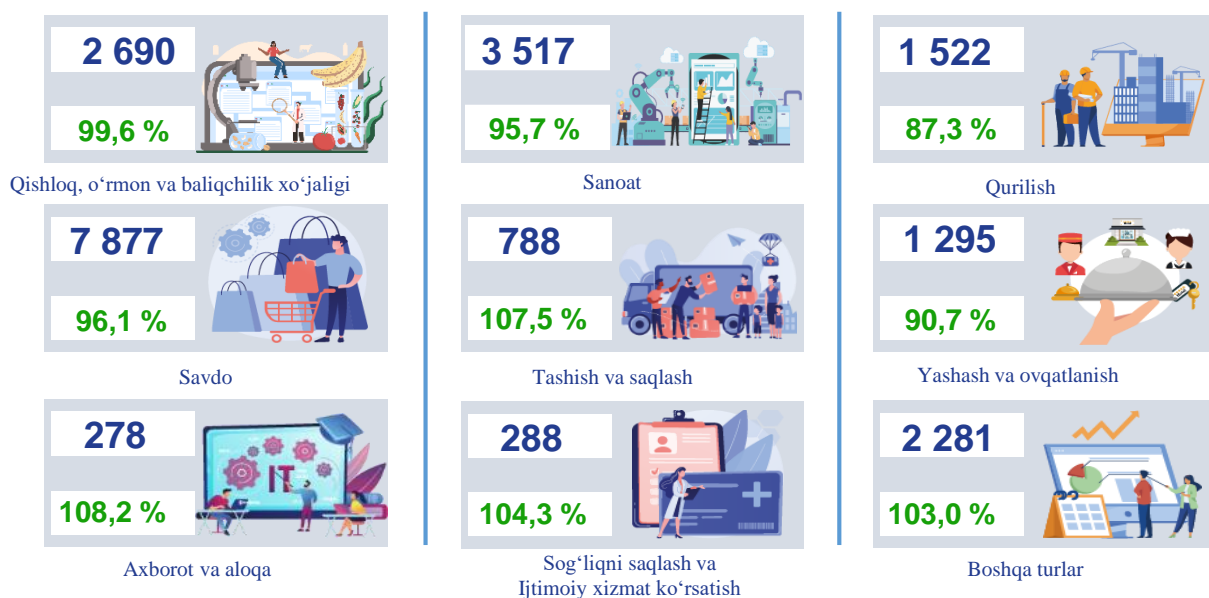 2 690
99,6 %
Qishloq, o‘rmon va baliqchilik xo‘jaligi
3 517
95,7 %
Sanoat
1 522
87,3 %
Qurilish
7 877
96,1 %
Savdo
788
107,5 %
Tashish va saqlash
1 295
90,7 %
Yashash va ovqatlanish
278
108,2 %
IT
Axborot va aloqa
288
104,3 %
Sog‘liqni saqlash va
Ijtimoiy xizmat ko‘rsatish
2 281
103,0 %
Boshqa turlar